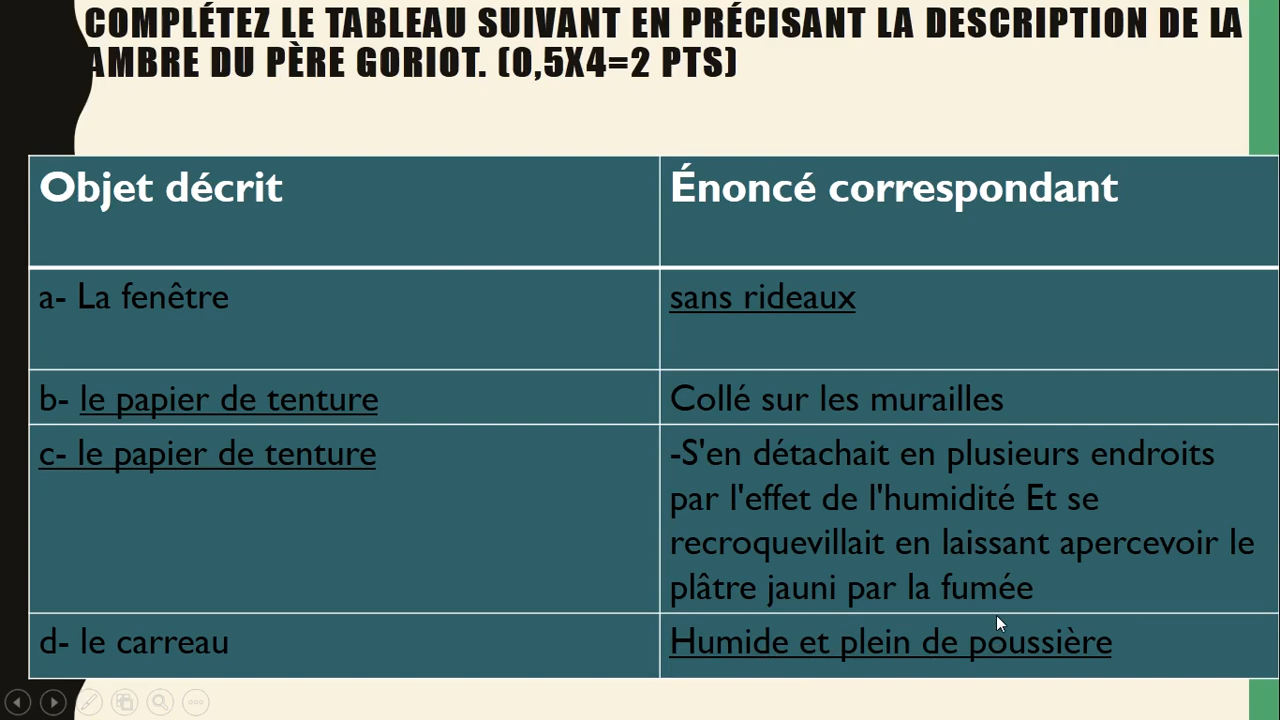 COMPLÉTEZ LE TABLEAU SUIVANT EN PRÉCISANT LA DESCRIPTION DE LA
AMBRE DU PÈRE GORIOT. (0,5X4=2 PTS)
Objet décrit
Énoncé correspondant
a- La fenêtre
sans rideaux
b- le papier de tenture
Collé sur les murailles
c- le papier de tenture
-S'en détachait en plusieurs endroits
par l'effet de l'humidité Et se
recroquevillait en laissant apercevoir le
plâtre jauni par la fumée
d- le carreau
Humide et plein de poussière